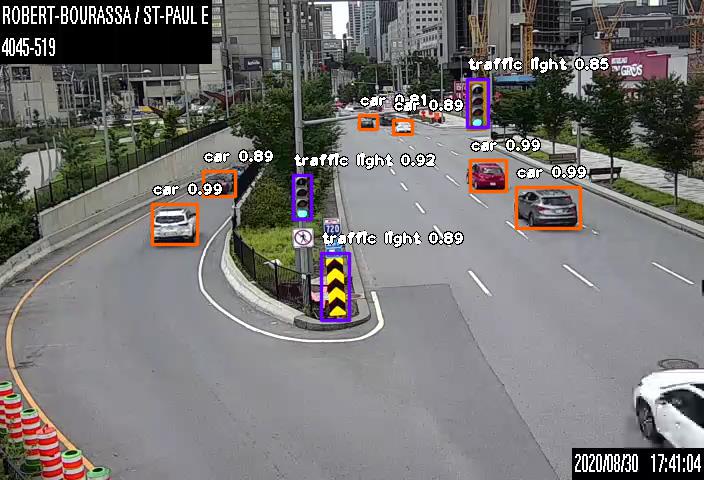 ROBERT-BOURASSA / ST-PAUL E
4045-519
traffic light 0.85
car 0.81
car 0.89
car 0.99
car 0.89
traffic light 0.92
car 0.99
car 0.99
720
traffic light 0.89
2020/08/30 17:41:04